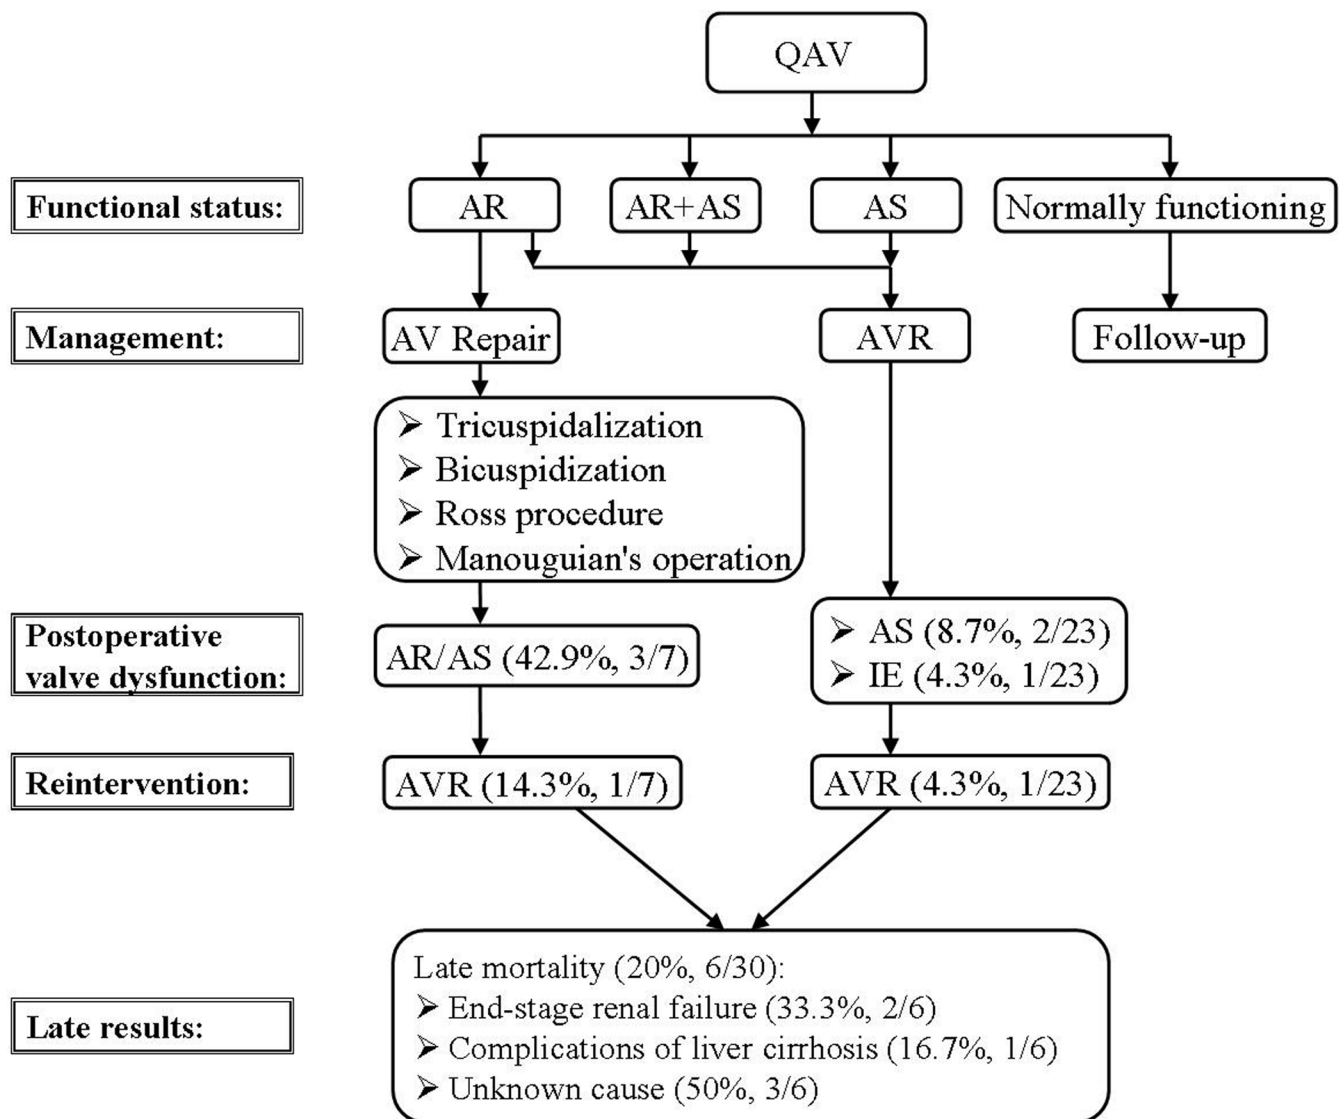 QAV
Functional status:
AR
AR+AS
AS
Normally functioning
Management:
AV Repair
AVR
Follow-up
➢ Tricuspidalization
➢ Bicuspidization
➢ Ross procedure
➢ Manouguian's operation
Postoperative
valve dysfunction:
AR/AS (42.9%, 3/7)
➢ AS (8.7%, 2/23)
➢ IE (4.3%, 1/23)
Reintervention:
AVR (14.3%, 1/7)
AVR (4.3%, 1/23)
Late results:
Late mortality (20%, 6/30):
➢ End-stage renal failure (33.3%, 2/6)
➢ Complications of liver cirrhosis (16.7%, 1/6)
➢ Unknown cause (50%, 3/6)